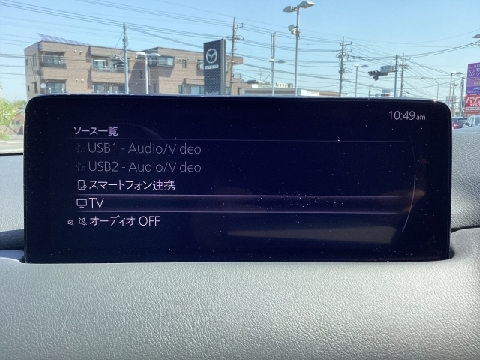 10:49am
ソース一覧
USB1 - Audio/Video
USB2 - Audio/Video
スマートフォン連携
TV
オーディオ OFF